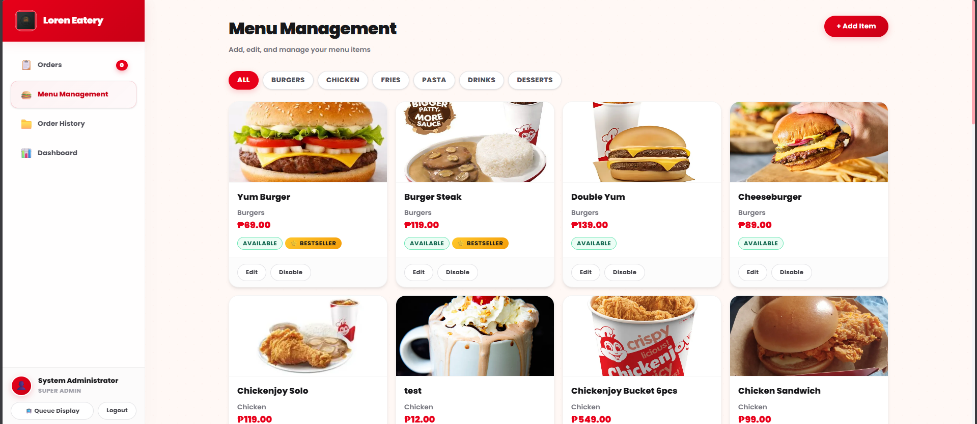 Loren Eatery
Orders
Menu Management
Order History
Dashboard
System Administrator
SUPER ADMIN
Queue Display
Logout
Menu Management
Add, edit, and manage your menu items
+ Add Item
ALL
BURGERS
CHICKEN
FRIES
PASTA
DRINKS
DESSERTS
Yum Burger
Burgers
₱69.00
AVAILABLE
BESTSELLER
Edit
Disable
BIGGER
PATTY,
MORE
SAUCE
Burger Steak
Burgers
₱119.00
AVAILABLE
BESTSELLER
Edit
Disable
Double Yum
Burgers
₱139.00
AVAILABLE
Edit
Disable
Cheeseburger
Burgers
₱89.00
AVAILABLE
Edit
Disable
Chickenjoy Solo
Chicken
₱119.00
test
Chicken
₱12.00
crispy
licious
Chickenjoy
Chickenjoy Bucket 6pcs
Chicken
₱549.00
Chicken Sandwich
Chicken
₱99.00